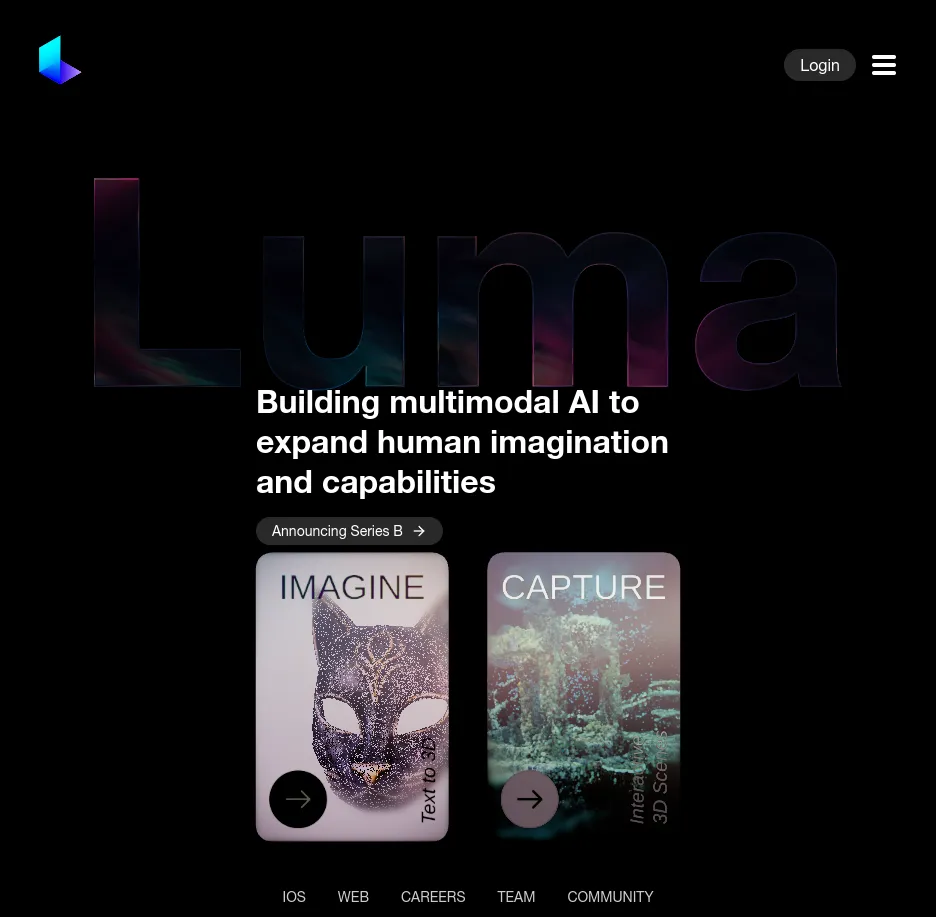 Login
Luma
Building multimodal AI to
expand human imagination
and capabilities
Announcing Series B
IMAGINE
Text to 3D
CAPTURE
Interactive
3D Scenes
IOS
WEB
CAREERS
TEAM
COMMUNITY